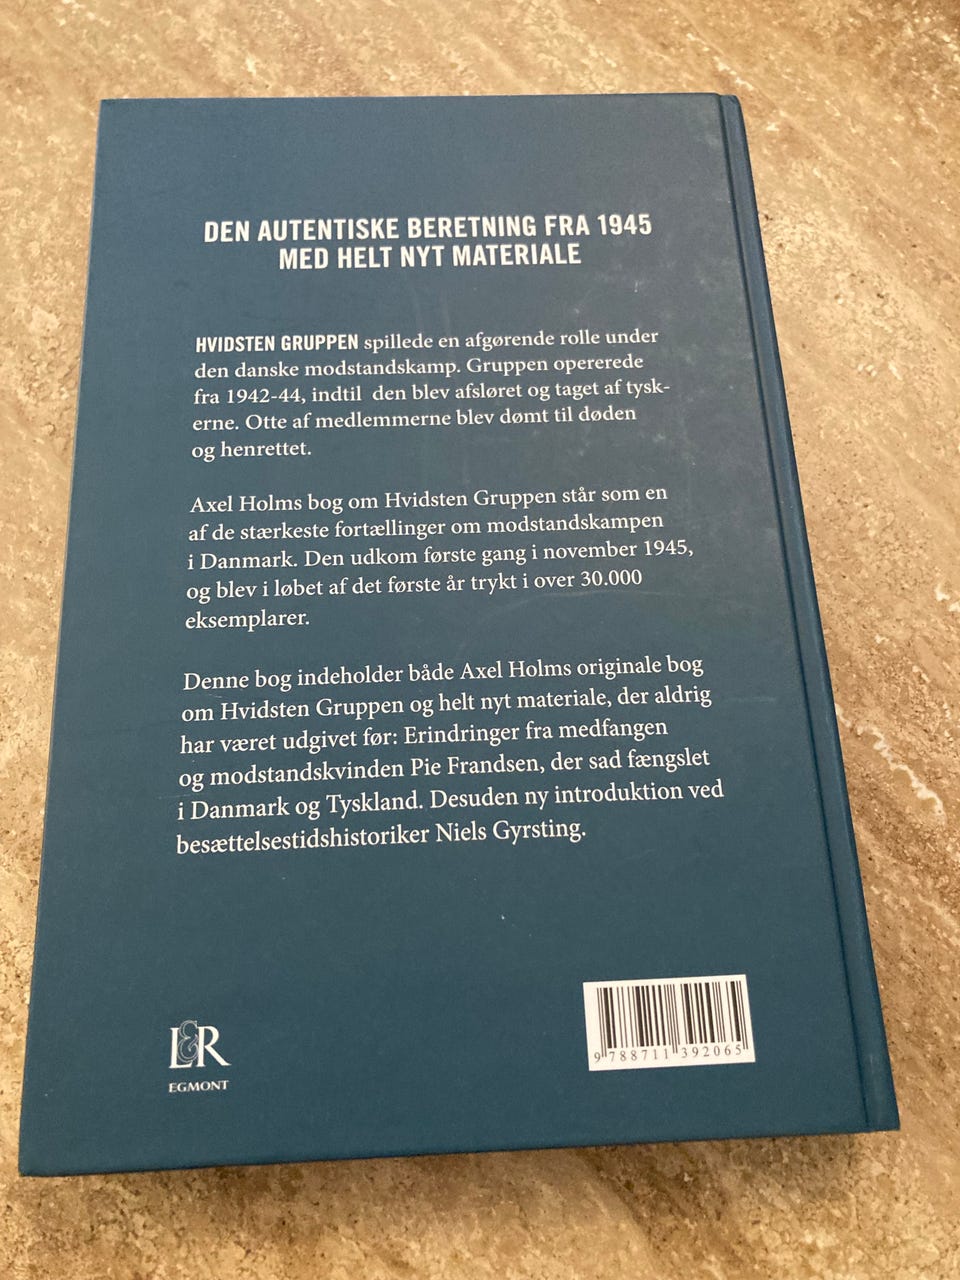 DEN AUTENTISKE BERETNING FRA 1945
MED HELT NYT MATERIALE
HVIDSTEN GRUPPEN spillede en afgørende rolle under
den danske modstandskamp. Gruppen opererede
fra 1942-44, indtil den blev afsløret og taget af tysk-
erne. Otte af medlemmerne blev dømt til døden
og henrettet.
Axel Holms bog om Hvidsten Gruppen står som en
af de stærkeste fortællinger om modstandskampen
i Danmark. Den udkom første gang i november 1945,
og blev i løbet af det første år trykt i over 30.000
eksemplarer.
Denne bog indeholder både Axel Holms originale bog
om Hvidsten Gruppen og helt nyt materiale, der aldrig
har været udgivet før: Erindringer fra medfangen
og modstandskvinden Pie Frandsen, der sad fængslet
i Danmark og Tyskland. Desuden ny introduktion ved
besættelsestidshistoriker Niels Gyrsting.
L&R
EGMONT
9 788711 392065